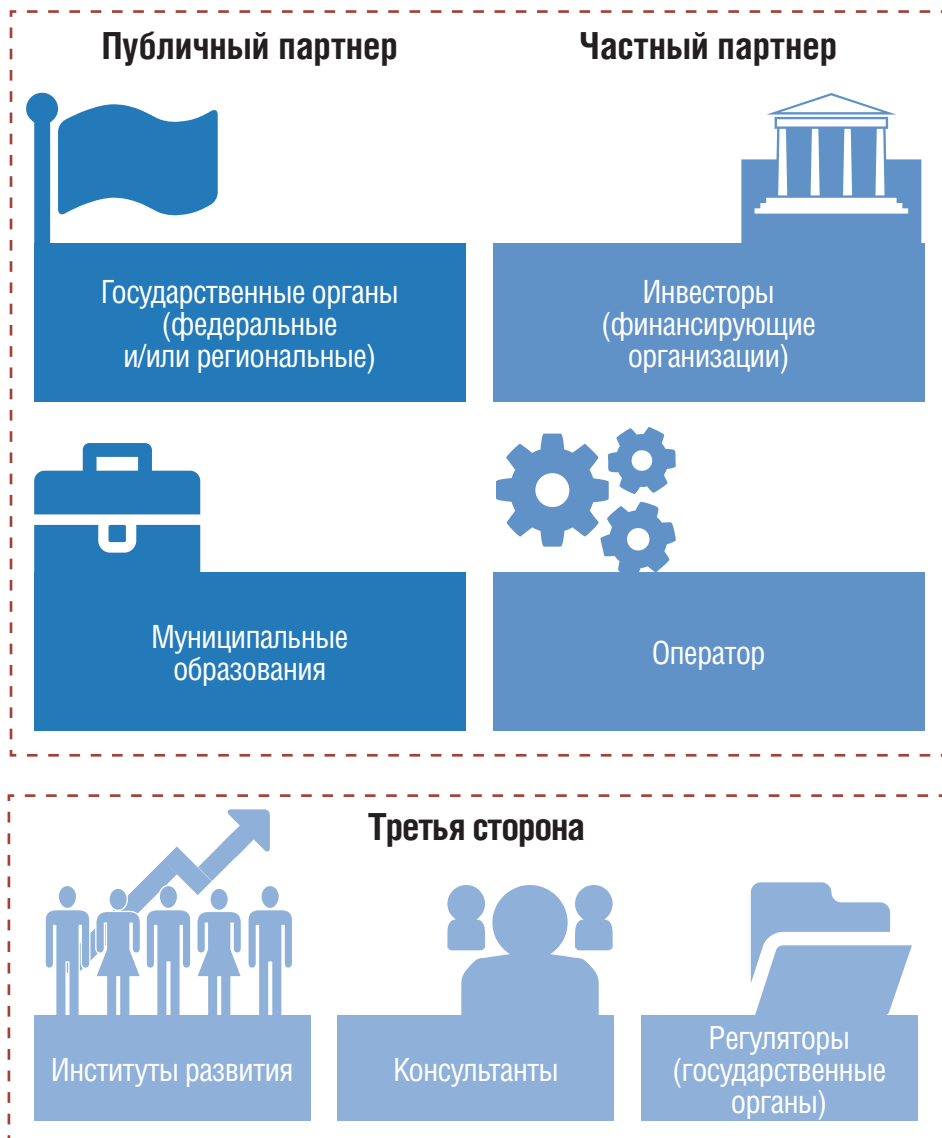 Публичный партнер
Частный партнер
Государственные органы
(федеральные
и/или региональные)
Инвесторы
(финансирующие
организации)
Муниципальные
образования
Оператор
Третья сторона
Институты развития
Консультанты
Регуляторы
(государственные
органы)